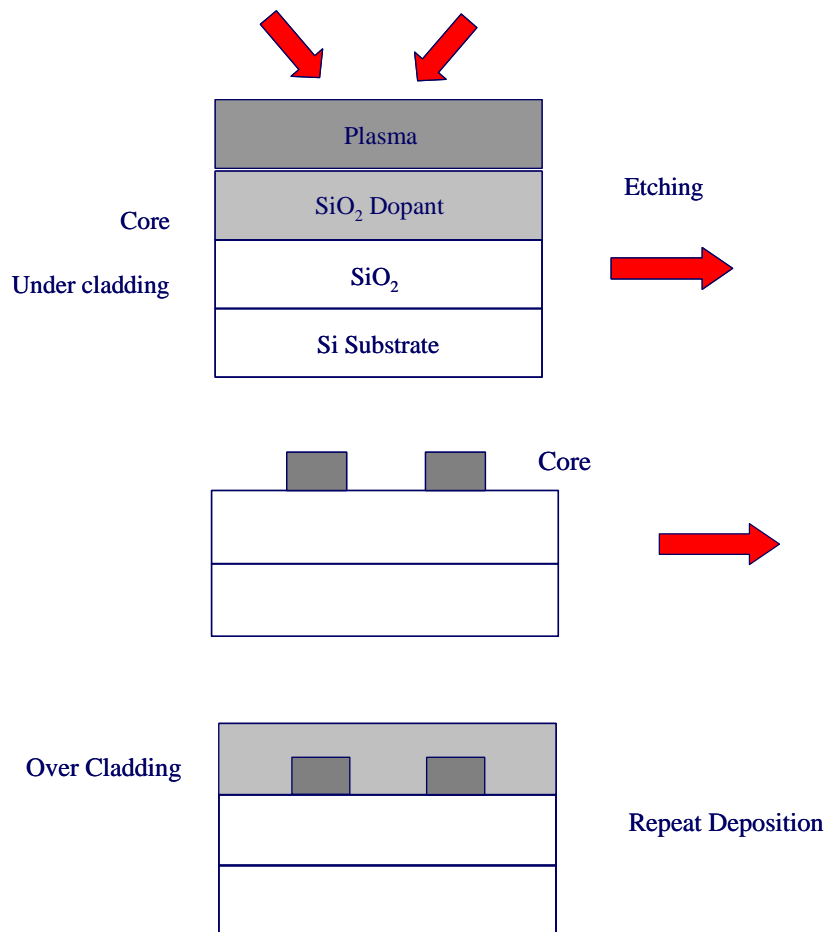 Plasma
Etching
SiO₂ Dopant
Core
Under cladding
SiO₂
Si Substrate
Core
Over Cladding
Repeat Deposition